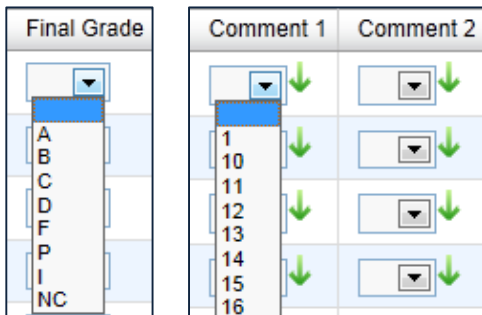 Final Grade
A
B
C
D
F
P
I
NC
Comment 1 Comment 2
1
10
11
12
13
14
15
16